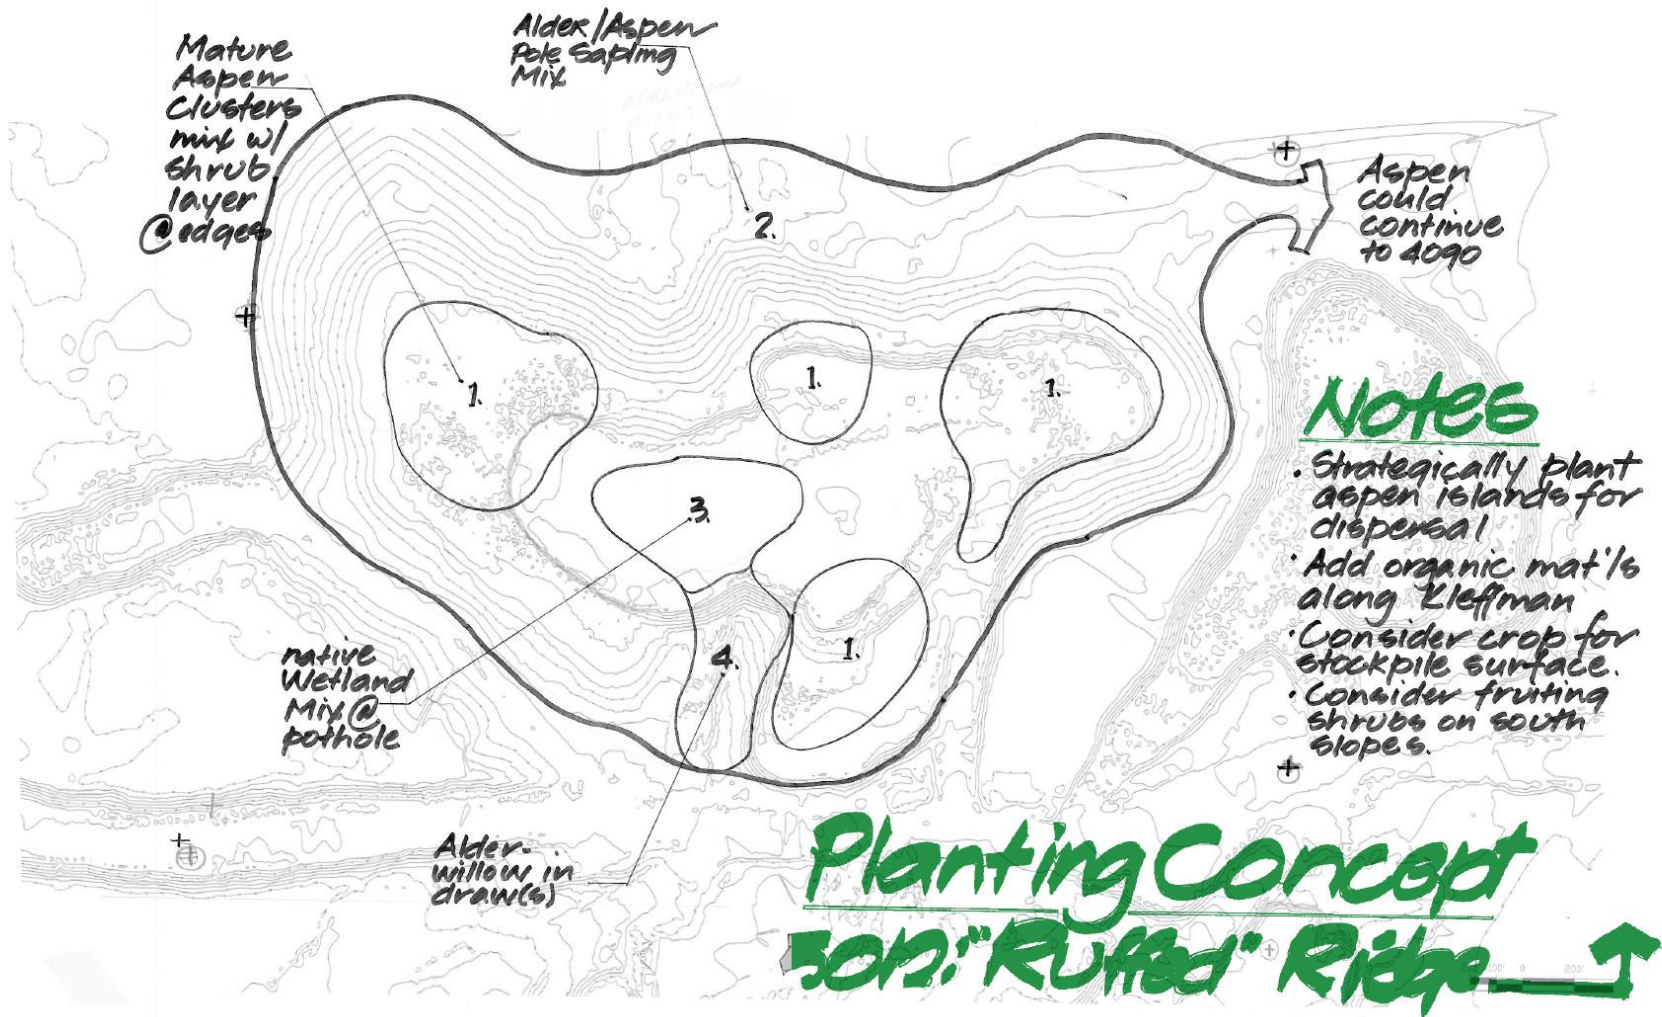 Mature
Aspen
Clusters
mix w/
shrub
layer
@edges
Alder/Aspen
Pole Sapling
Mix
2.
Aspen
could
continue
to 4090
1.
1.
1.
3.
1.
4.
native
Wetland
Mix@
pothole
Alder-
willow in
draw(s)
Notes
• Strategically plant
aspen islands for
dispersal
• Add organic mat'ls
along Kleffman
• Consider crop for
stockpile surface.
• Consider fruiting
shrubs on south
slopes.
Planting Concept
3012: "Ruffed" Ridge
0 200'